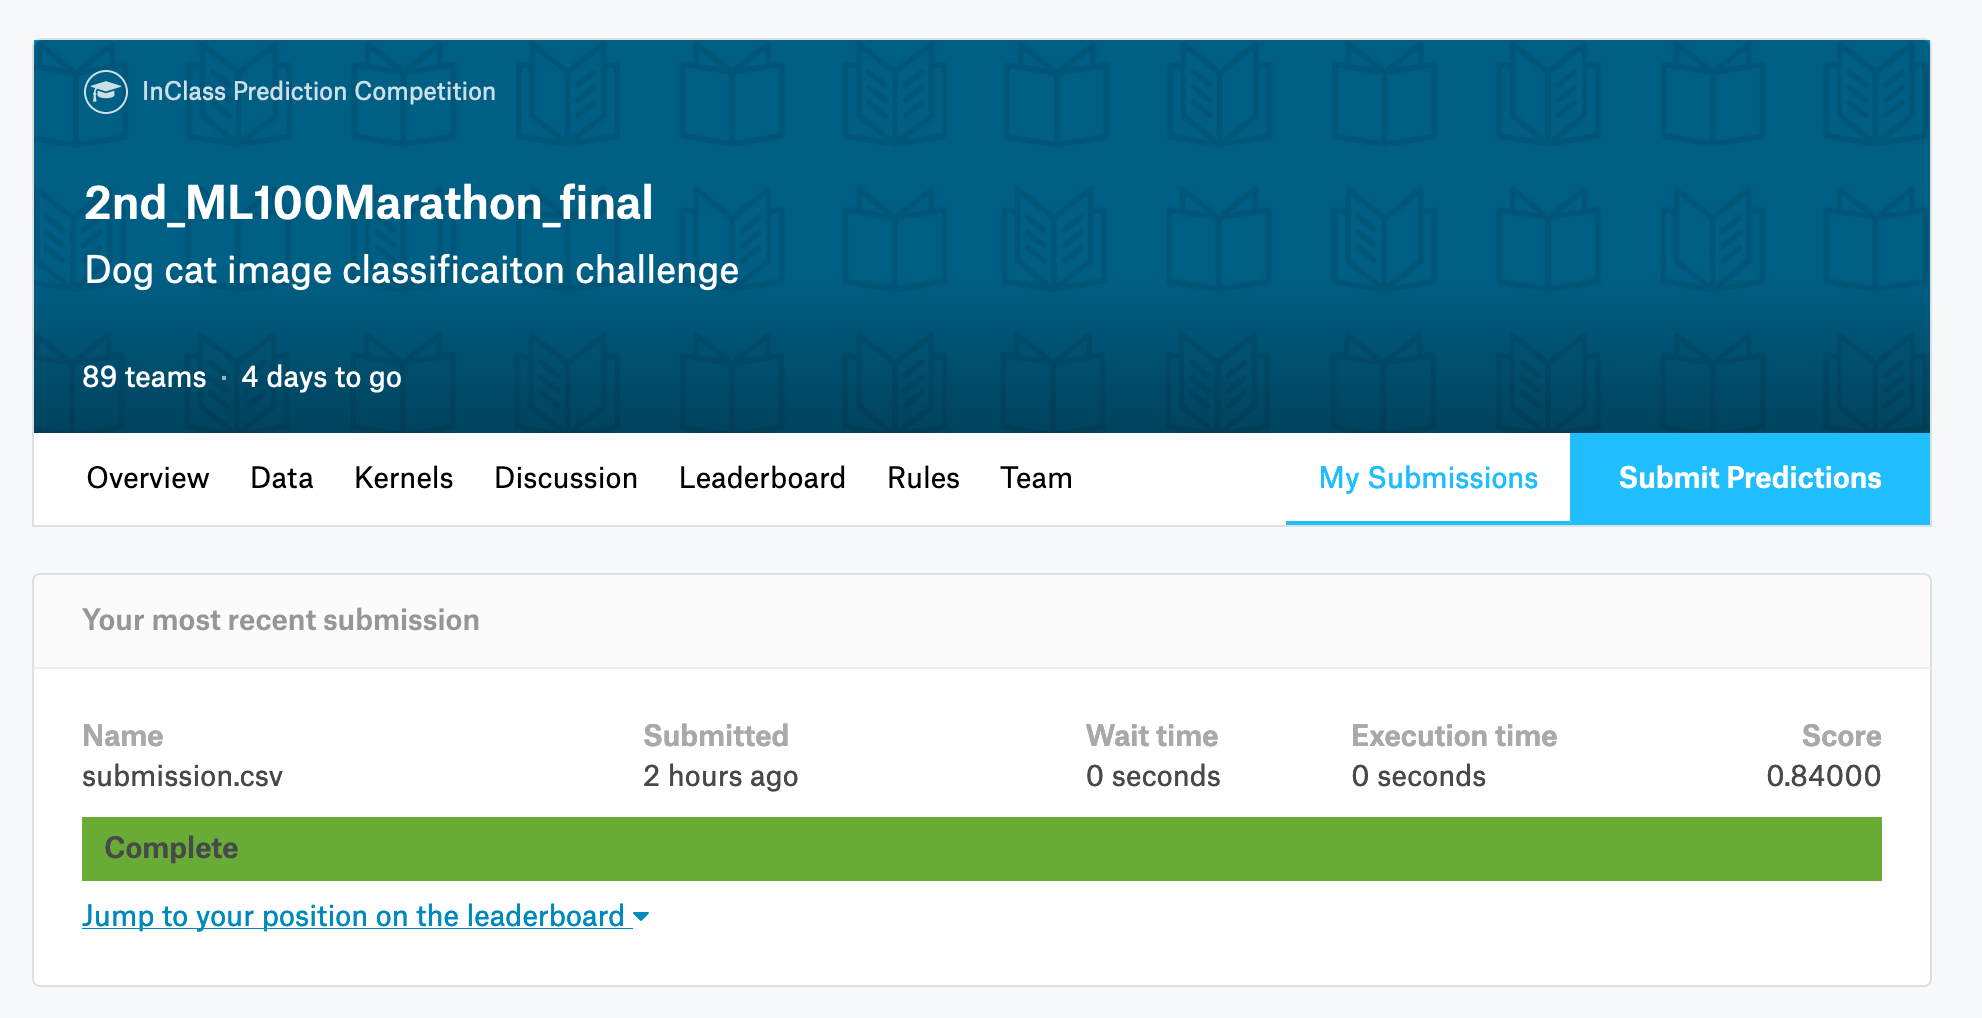 InClass Prediction Competition
2nd_ML100Marathon_final
Dog cat image classificaiton challenge
89 teams · 4 days to go
Overview Data Kernels Discussion Leaderboard Rules Team My Submissions Submit Predictions
Your most recent submission
Name Submitted Wait time Execution time Score
submission.csv 2 hours ago 0 seconds 0 seconds 0.84000
Complete
Jump to your position on the leaderboard